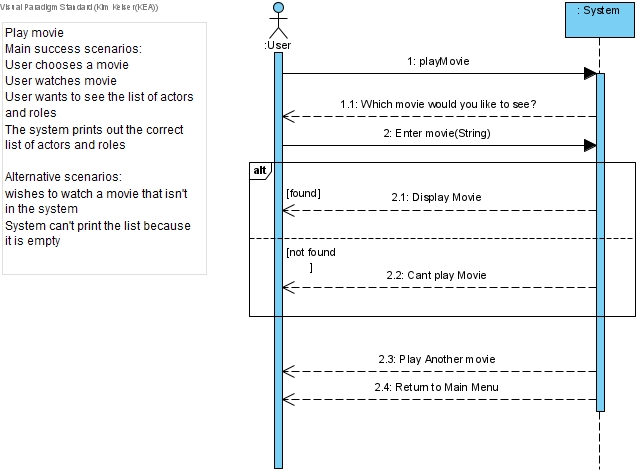 Visual Paradigm Standard (Kim Keiser(KEA))
Play movie
Main success scenarios:
User chooses a movie
User watches movie
User wants to see the list of actors
and roles
The system prints out the correct
list of actors and roles
Alternative scenarios:
wishes to watch a movie that isn't
in the system
System can't print the list because
it is empty
:User
: System
1: playMovie
1.1: Which movie would you like to see?
2: Enter movie(String)
alt
[found]
2.1: Display Movie
[not found
]
2.2: Cant play Movie
2.3: Play Another movie
2.4: Return to Main Menu